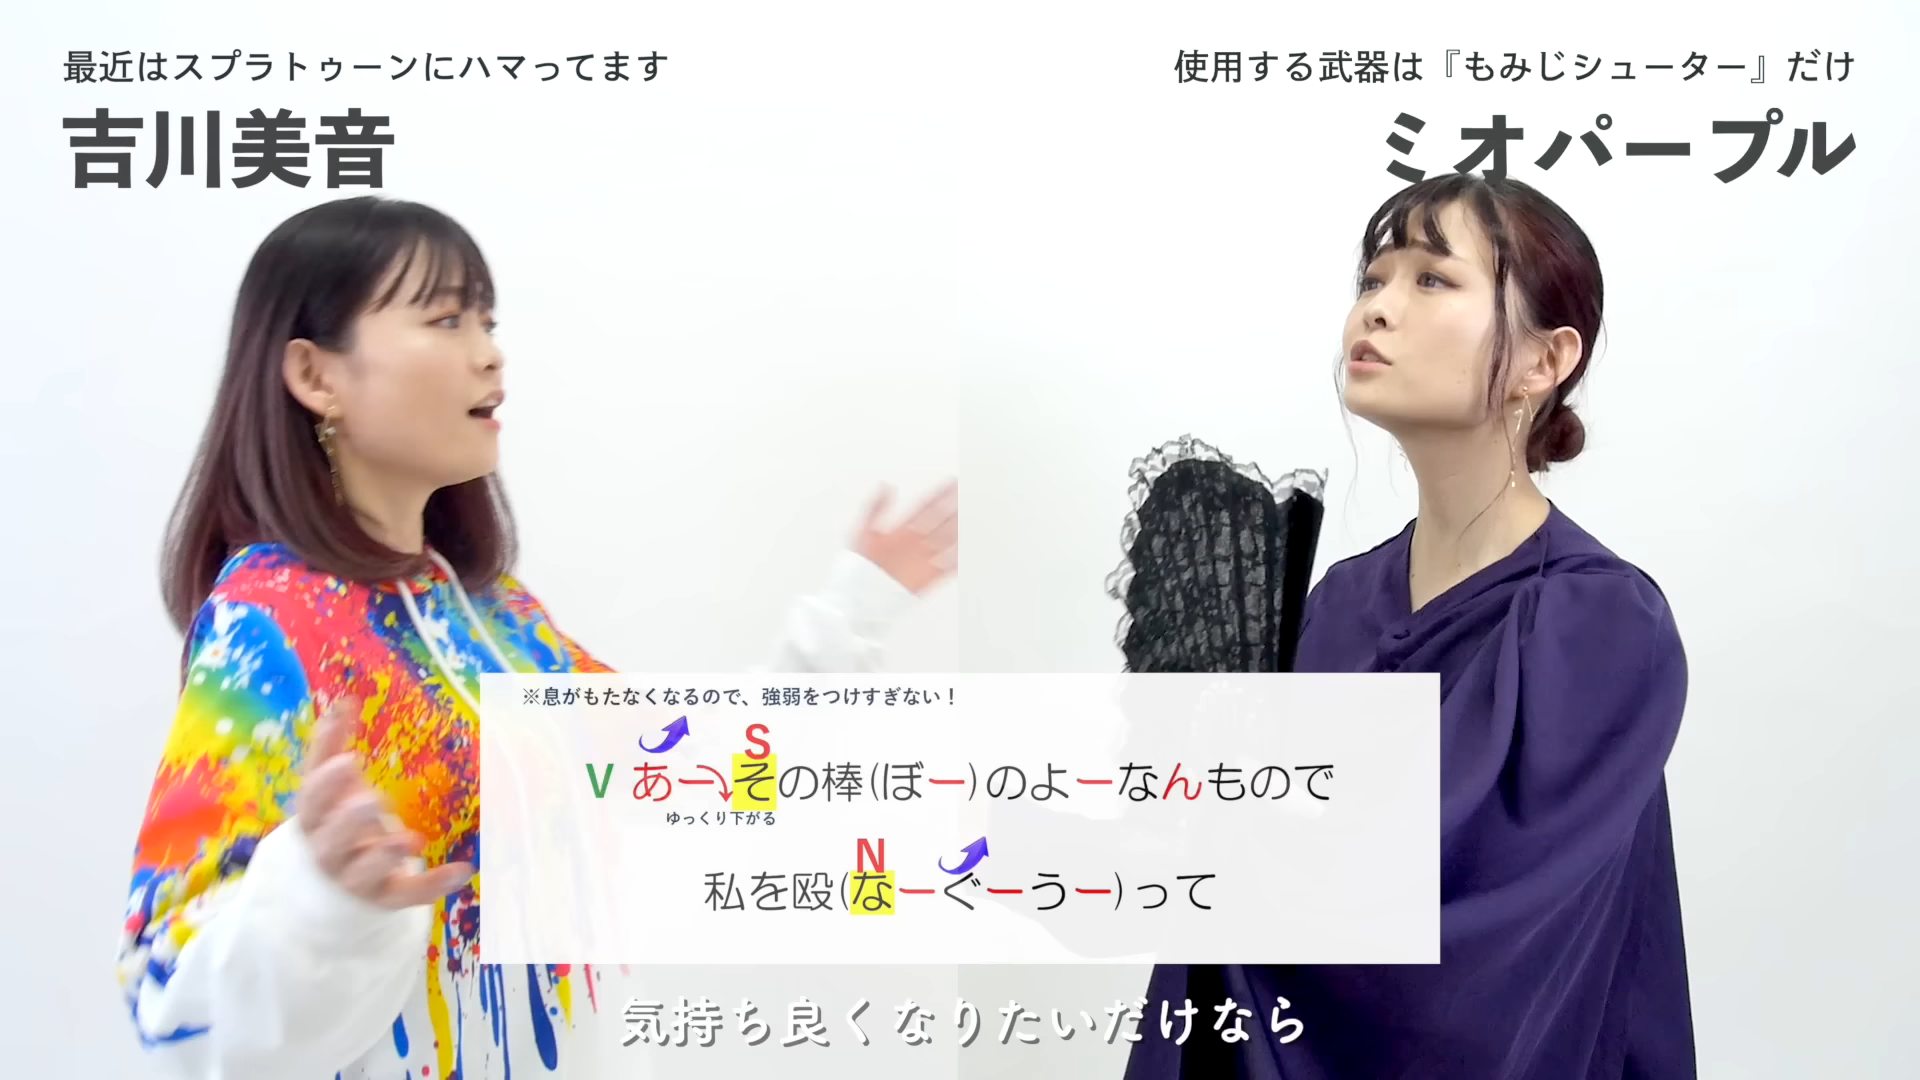 最近はスプラトゥーンにハマってます
吉川美音
使用する武器は『もみじシューター』だけ
ミオパープル
※息がもたなくなるので、強弱をつけすぎない！
S
V あーその棒(ぼー)のよーなんもので
ゆっくり下がる
N
私を殴(なーぐーうー)って
気持ち良くなりたいだけなら